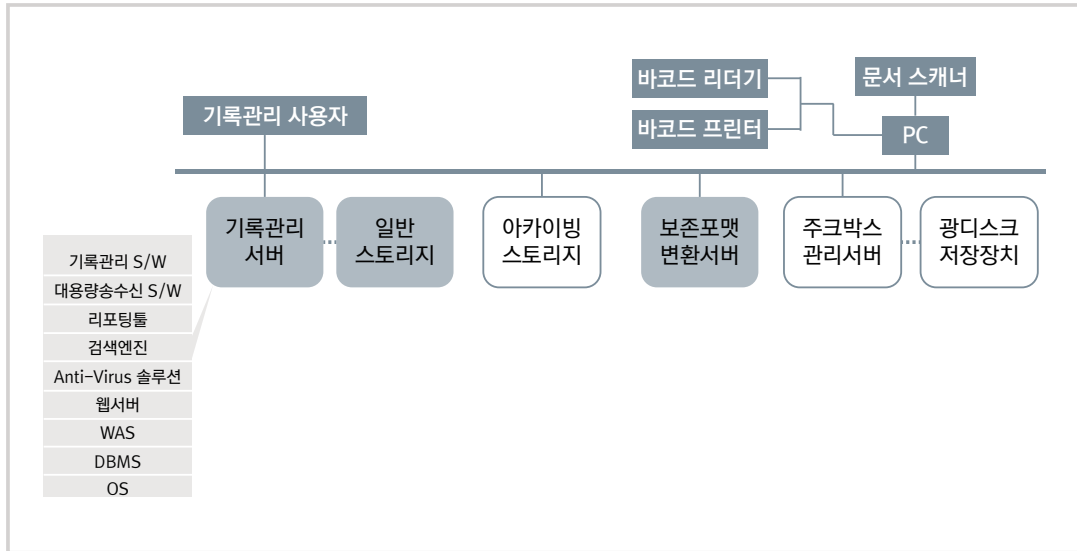 바코드 리더기
문서 스캐너
기록관리 사용자
바코드 프린터
PC
기록관리
서버
일반
스토리지
아카이빙
스토리지
보존포맷
변환서버
주크박스
관리서버
광디스크
저장장치
기록관리 S/W
대용량송수신 S/W
리포팅툴
검색엔진
Anti-Virus 솔루션
웹서버
WAS
DBMS
OS